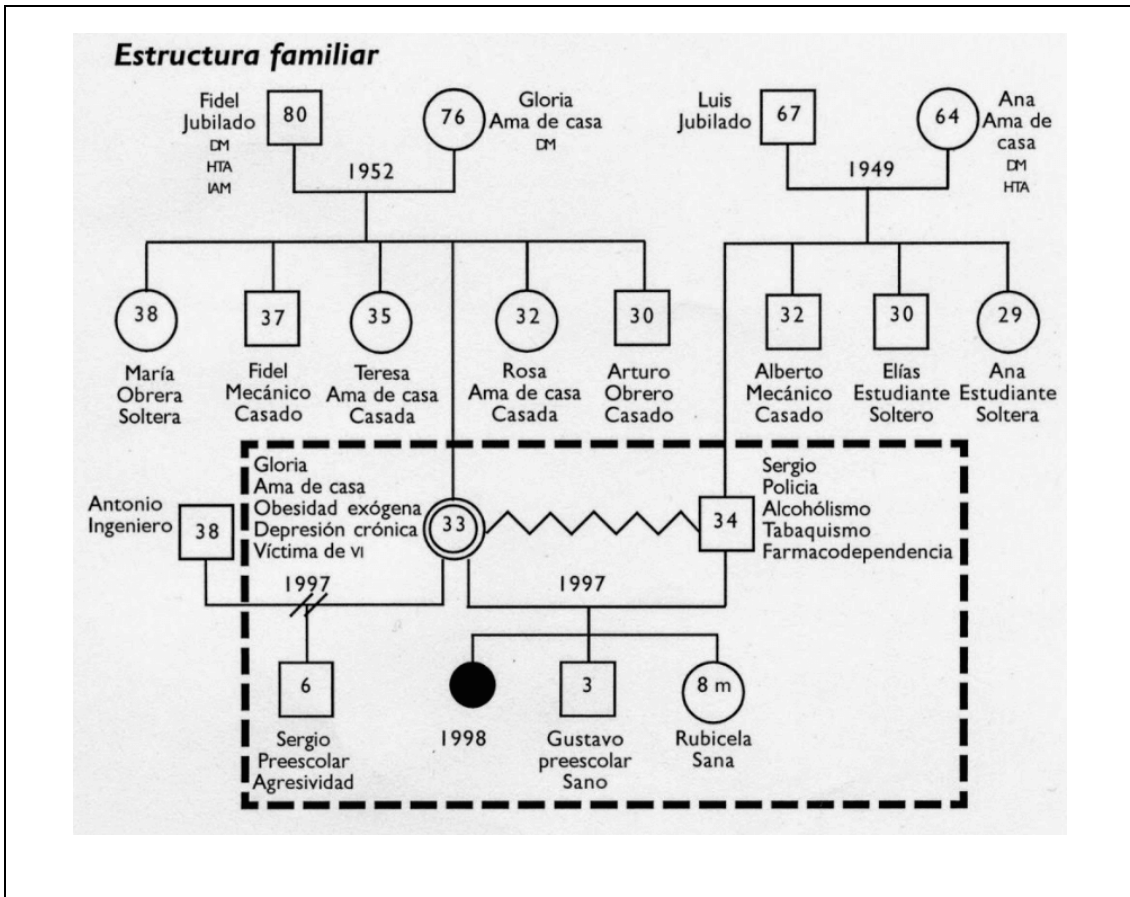 Estructura familiar
Fidel
Jubilado
DM
HTA
IAM
80
76
Gloria
Ama de casa
DM
1952
Luis
Jubilado
67
64
Ana
Ama de
casa
DM
HTA
1949
38
María
Obrera
Soltera
37
Fidel
Mecánico
Casado
35
Teresa
Ama de casa
Casada
32
Rosa
Ama de casa
Casada
30
Arturo
Obrero
Casado
32
Alberto
Mecánico
Casado
30
Elías
Estudiante
Soltero
29
Ana
Estudiante
Soltera
Antonio
Ingeniero
38
Gloria
Ama de casa
Obesidad exógena
Depresión crónica
Víctima de VI
33
34
Sergio
Policia
Alcohólismo
Tabaquismo
Farmacodependencia
1997
1997
6
Sergio
Preescolar
Agresividad
1998
3
Gustavo
preescolar
Sano
8 m
Rubicela
Sana